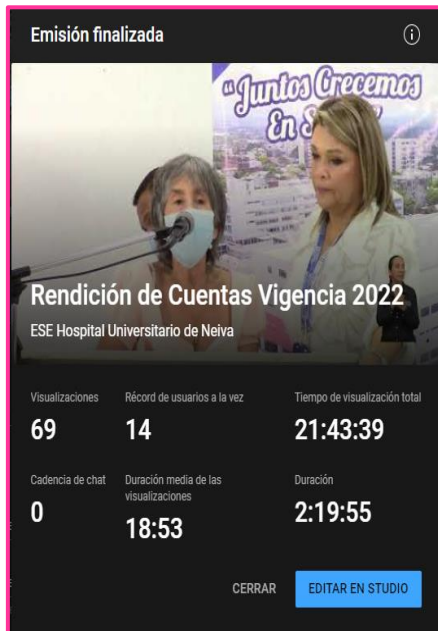 Emisión finalizada
"Juntos Crecemos
En S
Rendición de Cuentas Vigencia 2022
ESE Hospital Universitario de Neiva
Visualizaciones
Récord de usuarios a la vez
Tiempo de visualización total
69
14
21:43:39
Cadencia de chat
Duración media de las
visualizaciones
Duración
0
18:53
2:19:55
CERRAR
EDITAR EN STUDIO